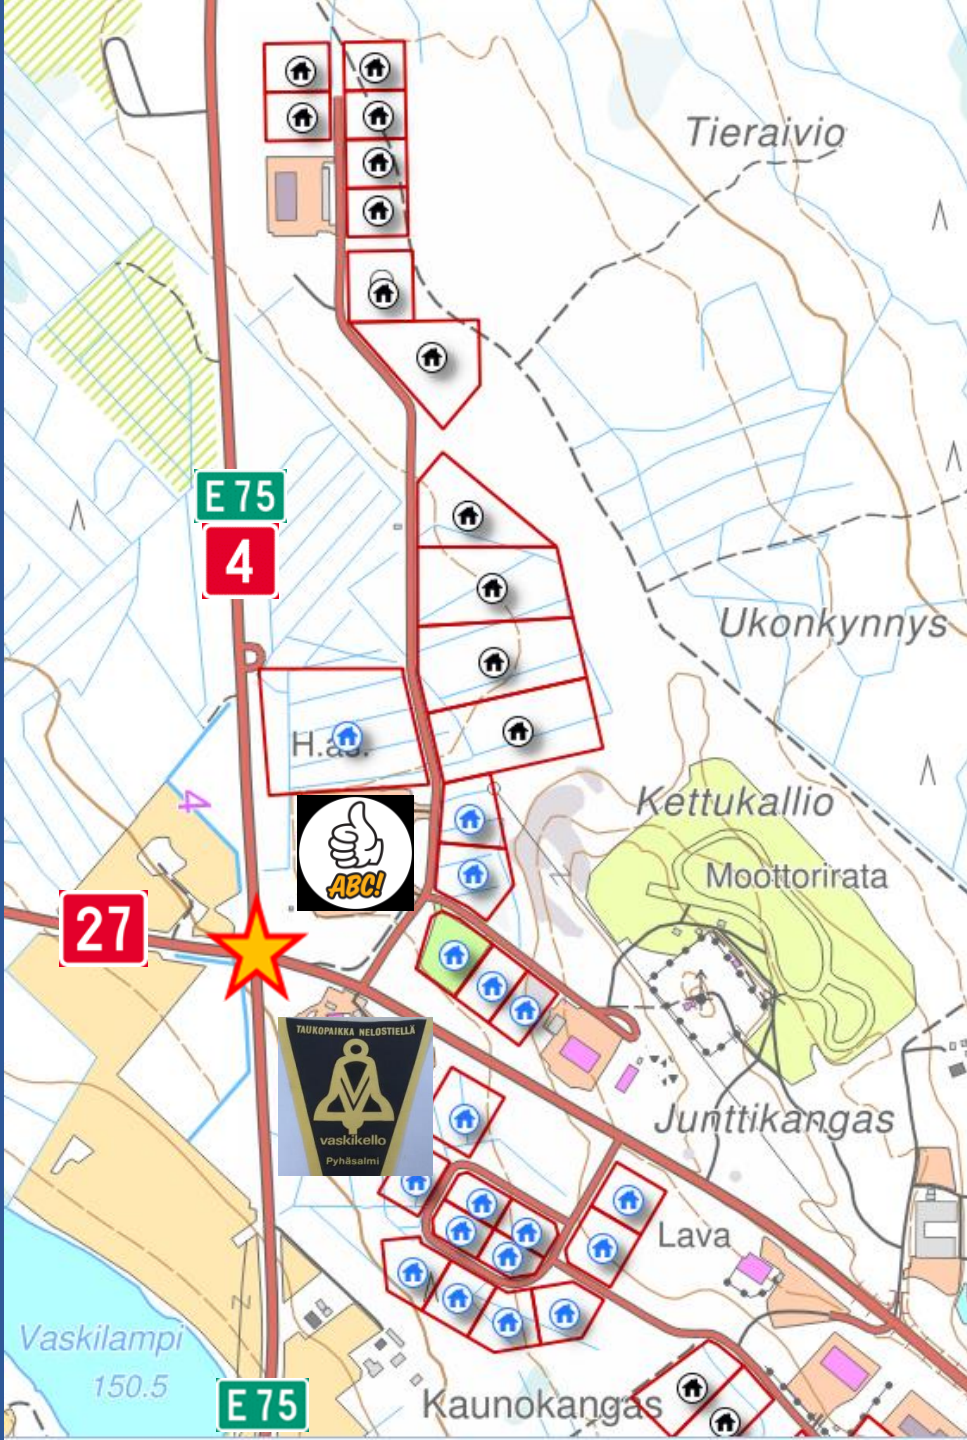 Tieraivio
E 75
4
Ukonkynnys
H.as.
4
Kettukallio
Moottorirata
ABC!
27
TAUKOPAIKKA NELOSTIELLÄ
vaskikello
Pyhäsalmi
Junttikangas
Lava
Vaskilampi
150.5
E 75
Kaunokangas